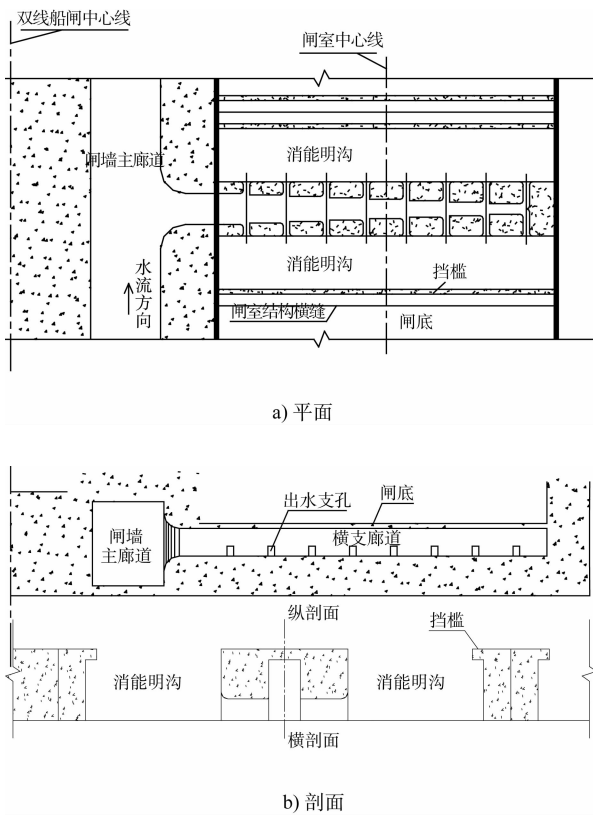 双线船闸中心线
闸室中心线
闸墙主廊道
消能明沟
消能明沟
挡槛
水流方向
闸室结构横缝
闸底
a) 平面
出水支孔
闸底
闸墙
主廊道
横支廊道
纵剖面
挡槛
消能明沟
消能明沟
横剖面
b) 剖面